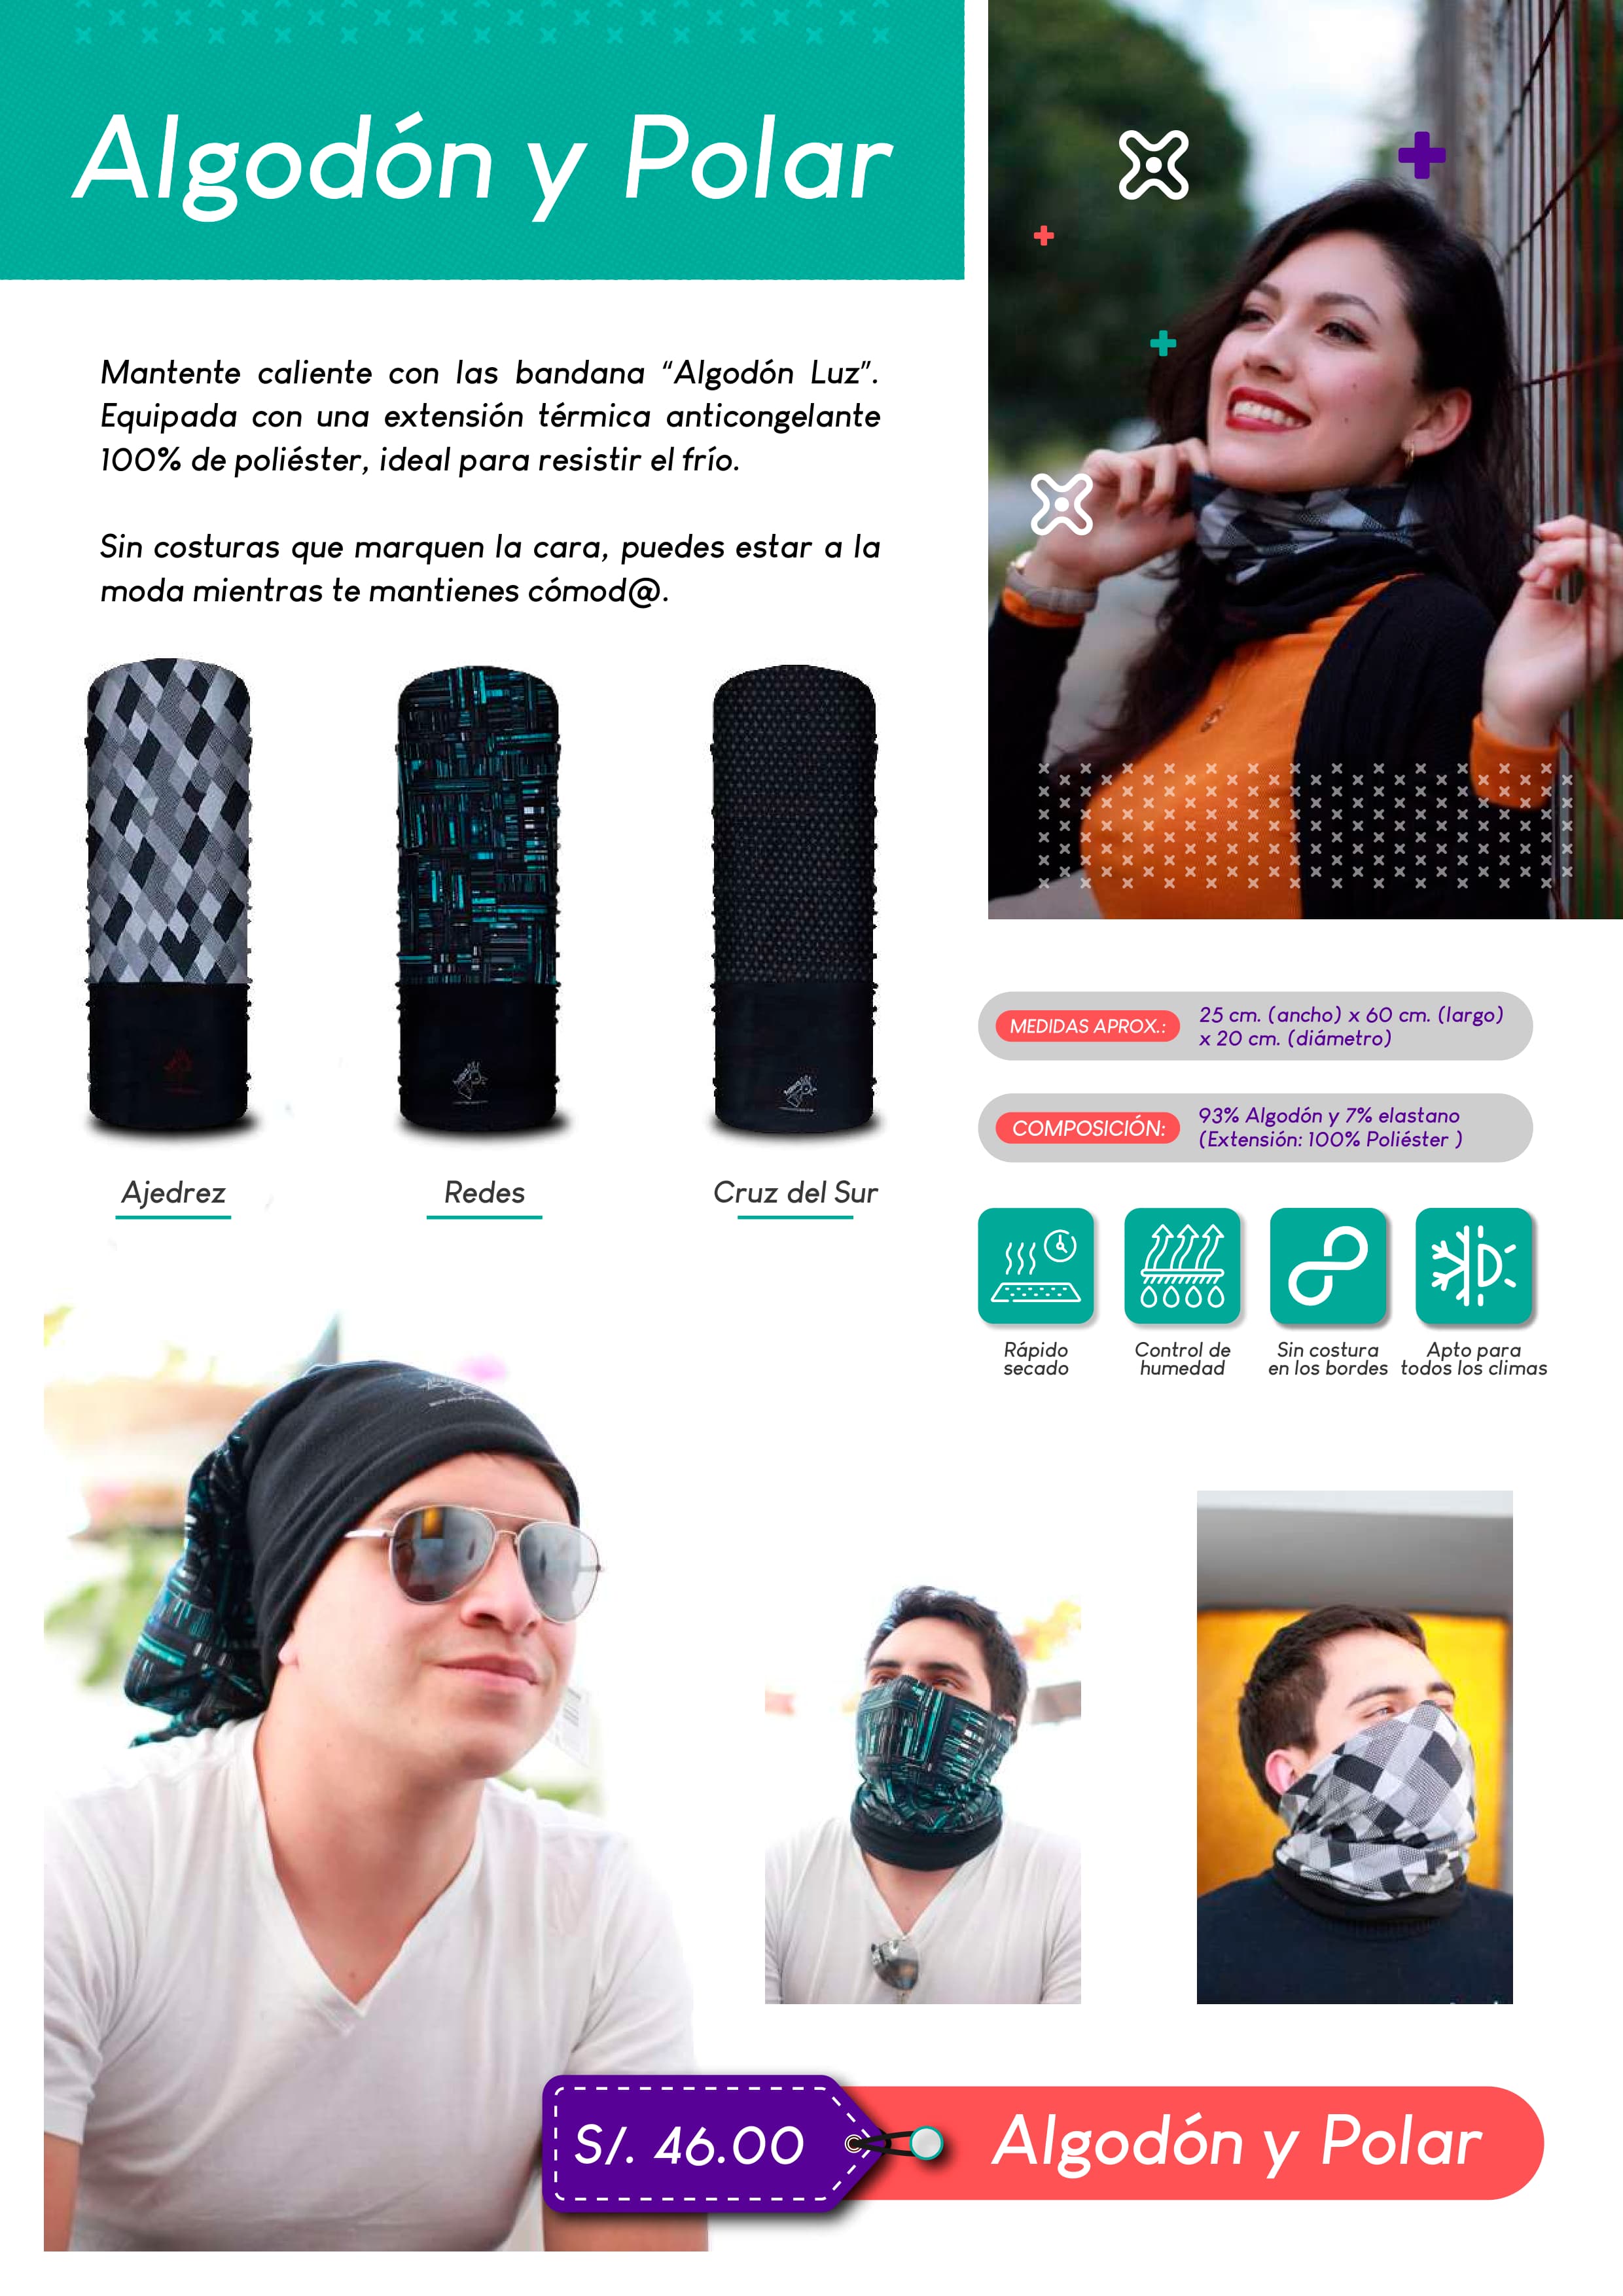 Algodón y Polar
Mantente caliente con las bandana “Algodón Luz”.
Equipada con una extensión térmica anticongelante
100% de poliéster, ideal para resistir el frío.
Sin costuras que marquen la cara, puedes estar a la
moda mientras te mantienes cómod@.
Ajedrez
Redes
Cruz del Sur
MEDIDAS APROX.:
25 cm. (ancho) x 60 cm. (largo)
x 20 cm. (diámetro)
COMPOSICIÓN:
93% Algodón y 7% elastano
(Extensión: 100% Poliéster )
Rápido
secado
Control de
humedad
Sin costura
en los bordes
Apto para
todos los climas
S/. 46.00
Algodón y Polar